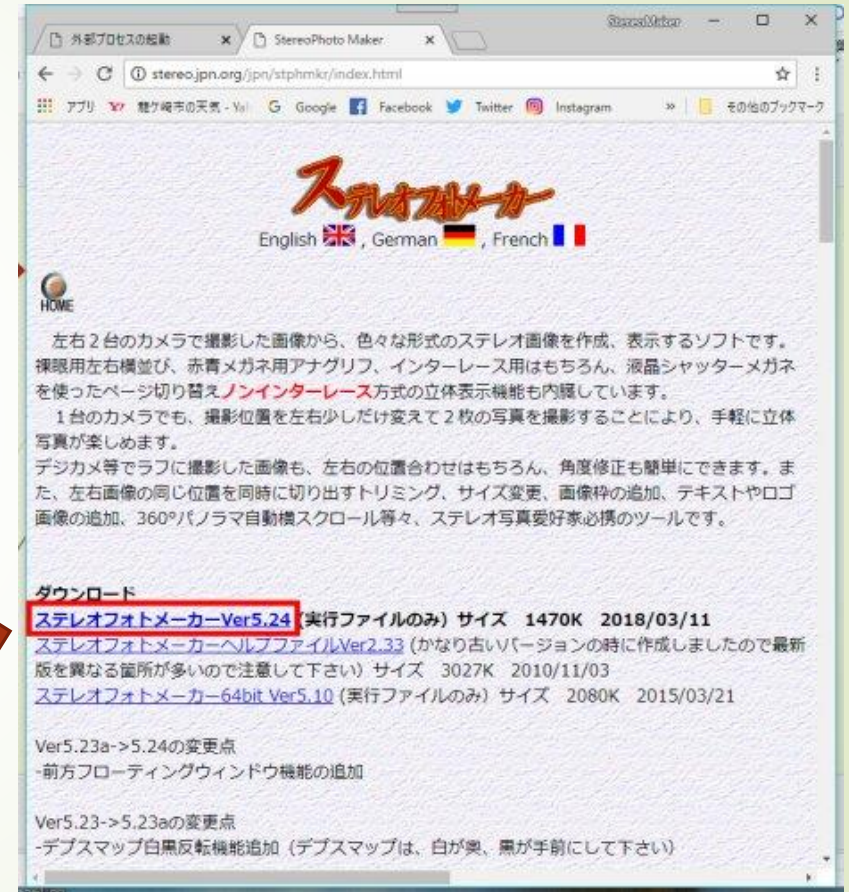 StereoMaker
外部プロセスの起動
StereoPhoto Maker
stereo.jpn.org/jpn/stphmkr/index.html
アプリ 龍ケ崎市の天気 - Ya Google Facebook Twitter Instagram » その他のブックマーク
ステレオフォトメーカー
English , German , French
HOME
左右２台のカメラで撮影した画像から、色々な形式のステレオ画像を作成、表示するソフトです。
裸眼用左右横並び、赤青メガネ用アナグリフ、インターレース用はもちろん、液晶シャッターメガネ
を使ったページ切り替えノンインターレース方式の立体表示機能も内臓しています。
１台のカメラでも、撮影位置を左右少しだけ変えて２枚の写真を撮影することにより、手軽に立体
写真が楽しめます。
デジカメ等でラフに撮影した画像も、左右の位置合わせはもちろん、角度修正も簡単にできます。ま
た、左右画像の同じ位置を同時に切り出すトリミング、サイズ変更、画像枠の追加、テキストやロゴ
画像の追加、360°パノラマ自動横スクロール等々、ステレオ写真愛好家必携のツールです。
ダウンロード
ステレオフォトメーカーVer5.24 (実行ファイルのみ）サイズ 1470K 2018/03/11
ステレオフォトメーカーヘルプファイルVer2.33 (かなり古いバージョンの時に作成しましたので最新
版を異なる箇所が多いので注意して下さい）サイズ 3027K 2010/11/03
ステレオフォトメーカー64bit Ver5.10 (実行ファイルのみ）サイズ 2080K 2015/03/21
Ver5.23a->5.24の変更点
-前方フローティングウィンドウ機能の追加
Ver5.23->5.23aの変更点
-デプスマップ白黒反転機能追加（デプスマップは、白が奥、黒が手前にして下さい）